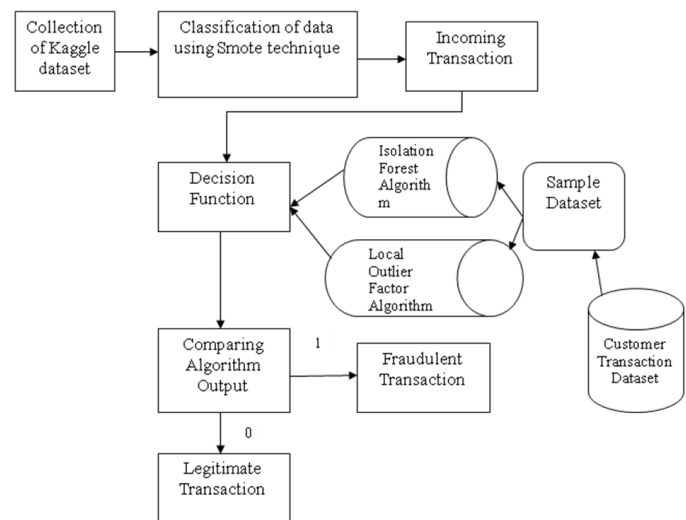 Collection
of Kaggle
dataset
Classification of data
using Smote technique
Incoming
Transaction
Decision
Function
Isolation
Forest
Algorith
m
Sample
Dataset
Local
Outlier
Factor
Algorithm
Customer
Transaction
Dataset
Comparing
Algorithm
Output
1
Fraudulent
Transaction
0
Legitimate
Transaction